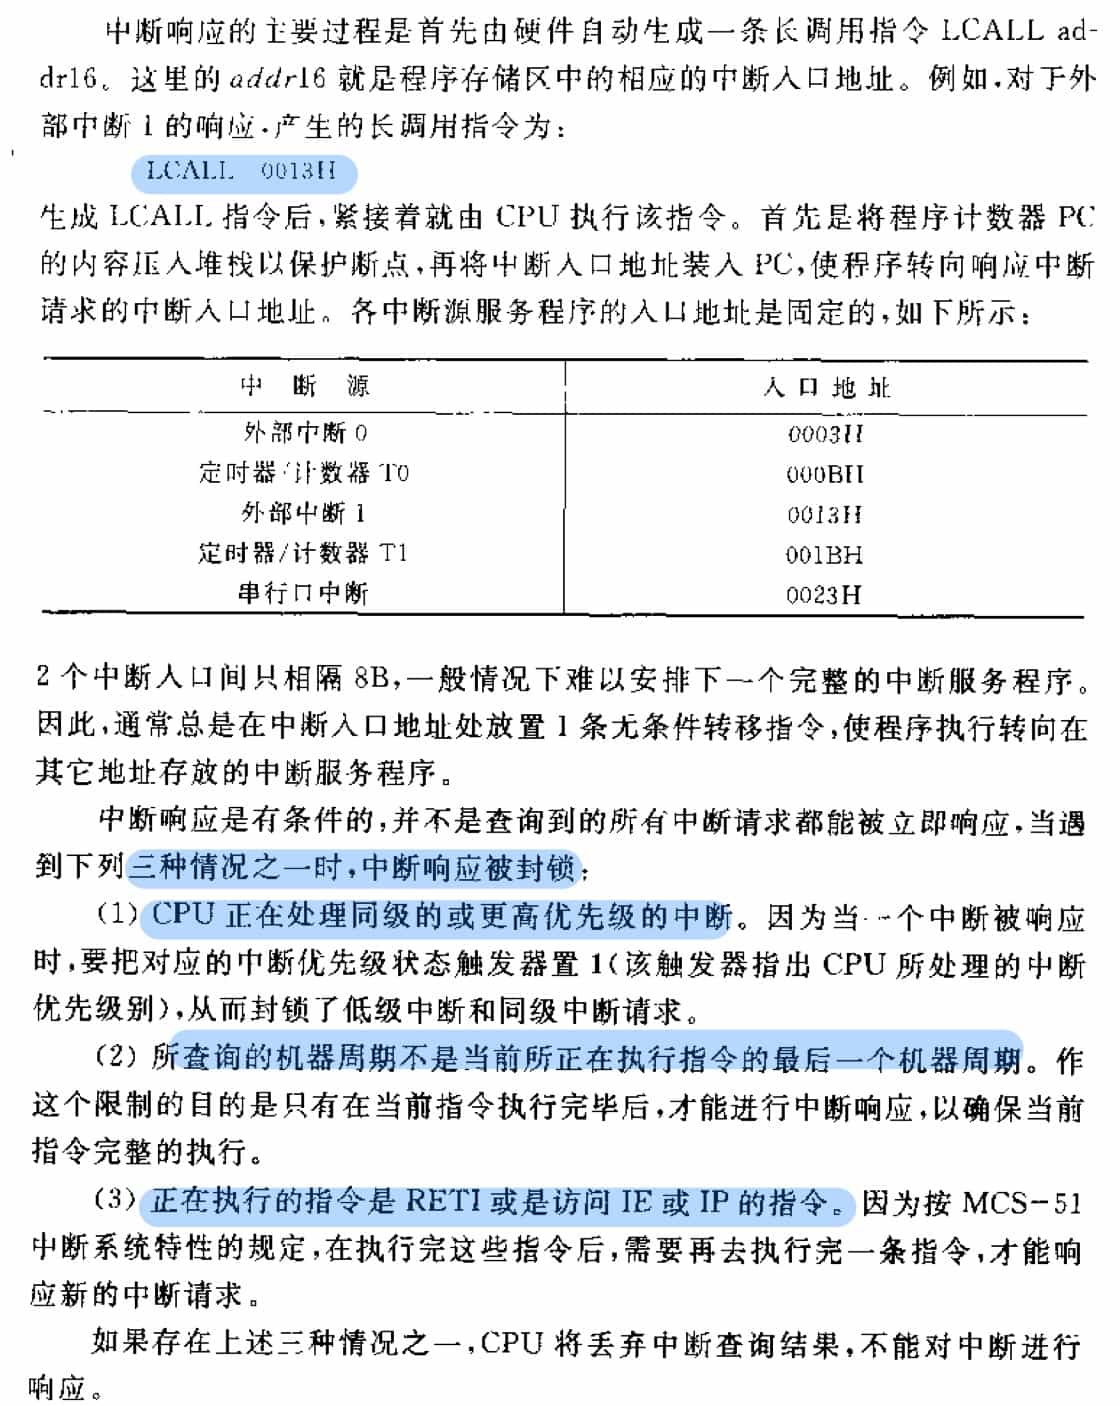 中断响应的主要过程是首先由硬件自动生成一条长调用指令 LCALL ad-
dr16。这里的 addr16 就是程序存储区中的相应的中断入口地址。例如,对于外
部中断 1 的响应,产生的长调用指令为:
LCALL 0013H
生成 LCALL 指令后,紧接着就由 CPU 执行该指令。首先是将程序计数器 PC
的内容压入堆栈以保护断点,再将中断入口地址装入 PC,使程序转向响应中断
请求的中断入口地址。各中断源服务程序的入口地址是固定的,如下所示:
中 断 源 入 口 地 址
外部中断 0 0003H
定时器/计数器 T0 000BH
外部中断 1 0013H
定时器/计数器 T1 001BH
串行口中断 0023H
2 个中断入口间只相隔 8B,一般情况下难以安排下一个完整的中断服务程序。
因此,通常总是在中断入口地址处放置 1 条无条件转移指令,使程序执行转向在
其它地址存放的中断服务程序。
中断响应是有条件的,并不是查询到的所有中断请求都能被立即响应,当遇
到下列三种情况之一时,中断响应被封锁:
(1) CPU 正在处理同级的或更高优先级的中断。因为当一个中断被响应
时,要把对应的中断优先级状态触发器置 1(该触发器指出 CPU 所处理的中断
优先级别),从而封锁了低级中断和同级中断请求。
(2) 所查询的机器周期不是当前所正在执行指令的最后一个机器周期。作
这个限制的目的是只有在当前指令执行完毕后,才能进行中断响应,以确保当前
指令完整的执行。
(3) 正在执行的指令是 RETI 或是访问 IE 或 IP 的指令。因为按 MCS-51
中断系统特性的规定,在执行完这些指令后,需要再去执行完一条指令,才能响
应新的中断请求。
如果存在上述三种情况之一,CPU 将丢弃中断查询结果,不能对中断进行
响应。